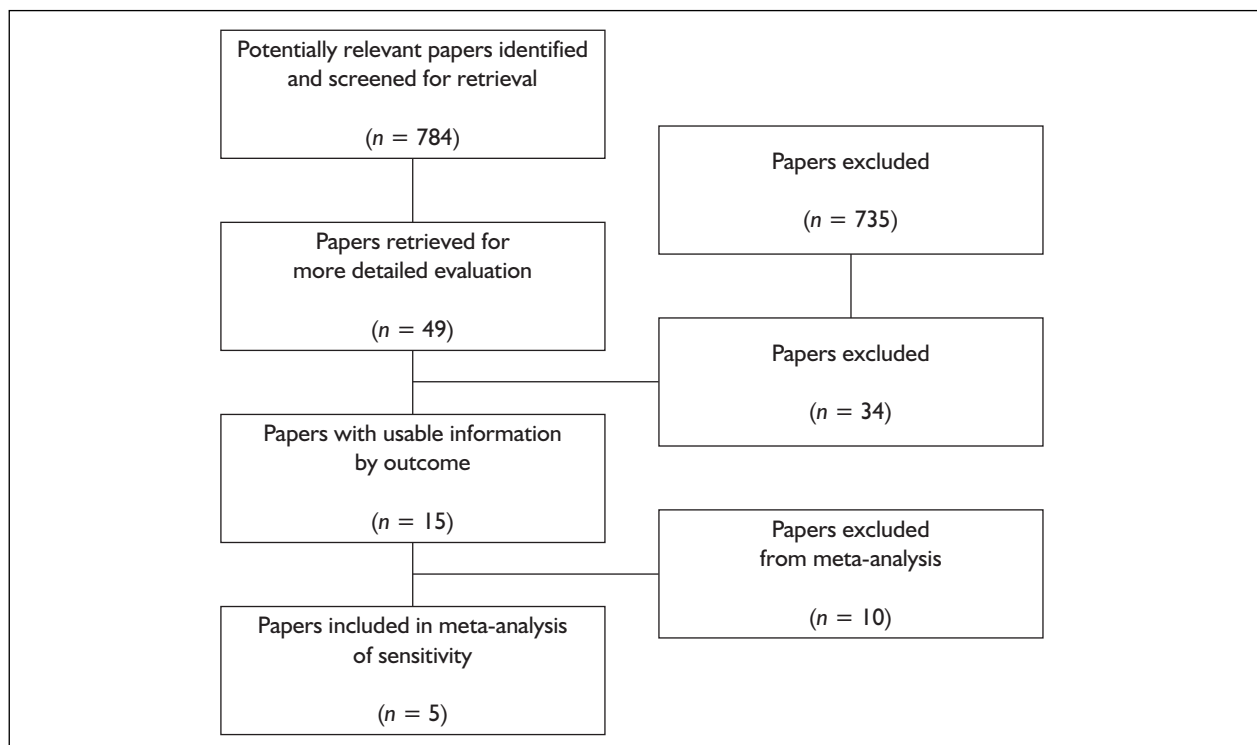 Potentially relevant papers identified
and screened for retrieval
(n = 784)
Papers excluded
(n = 735)
Papers retrieved for
more detailed evaluation
(n = 49)
Papers excluded
(n = 34)
Papers with usable information
by outcome
(n = 15)
Papers excluded
from meta-analysis
(n = 10)
Papers included in meta-analysis
of sensitivity
(n = 5)